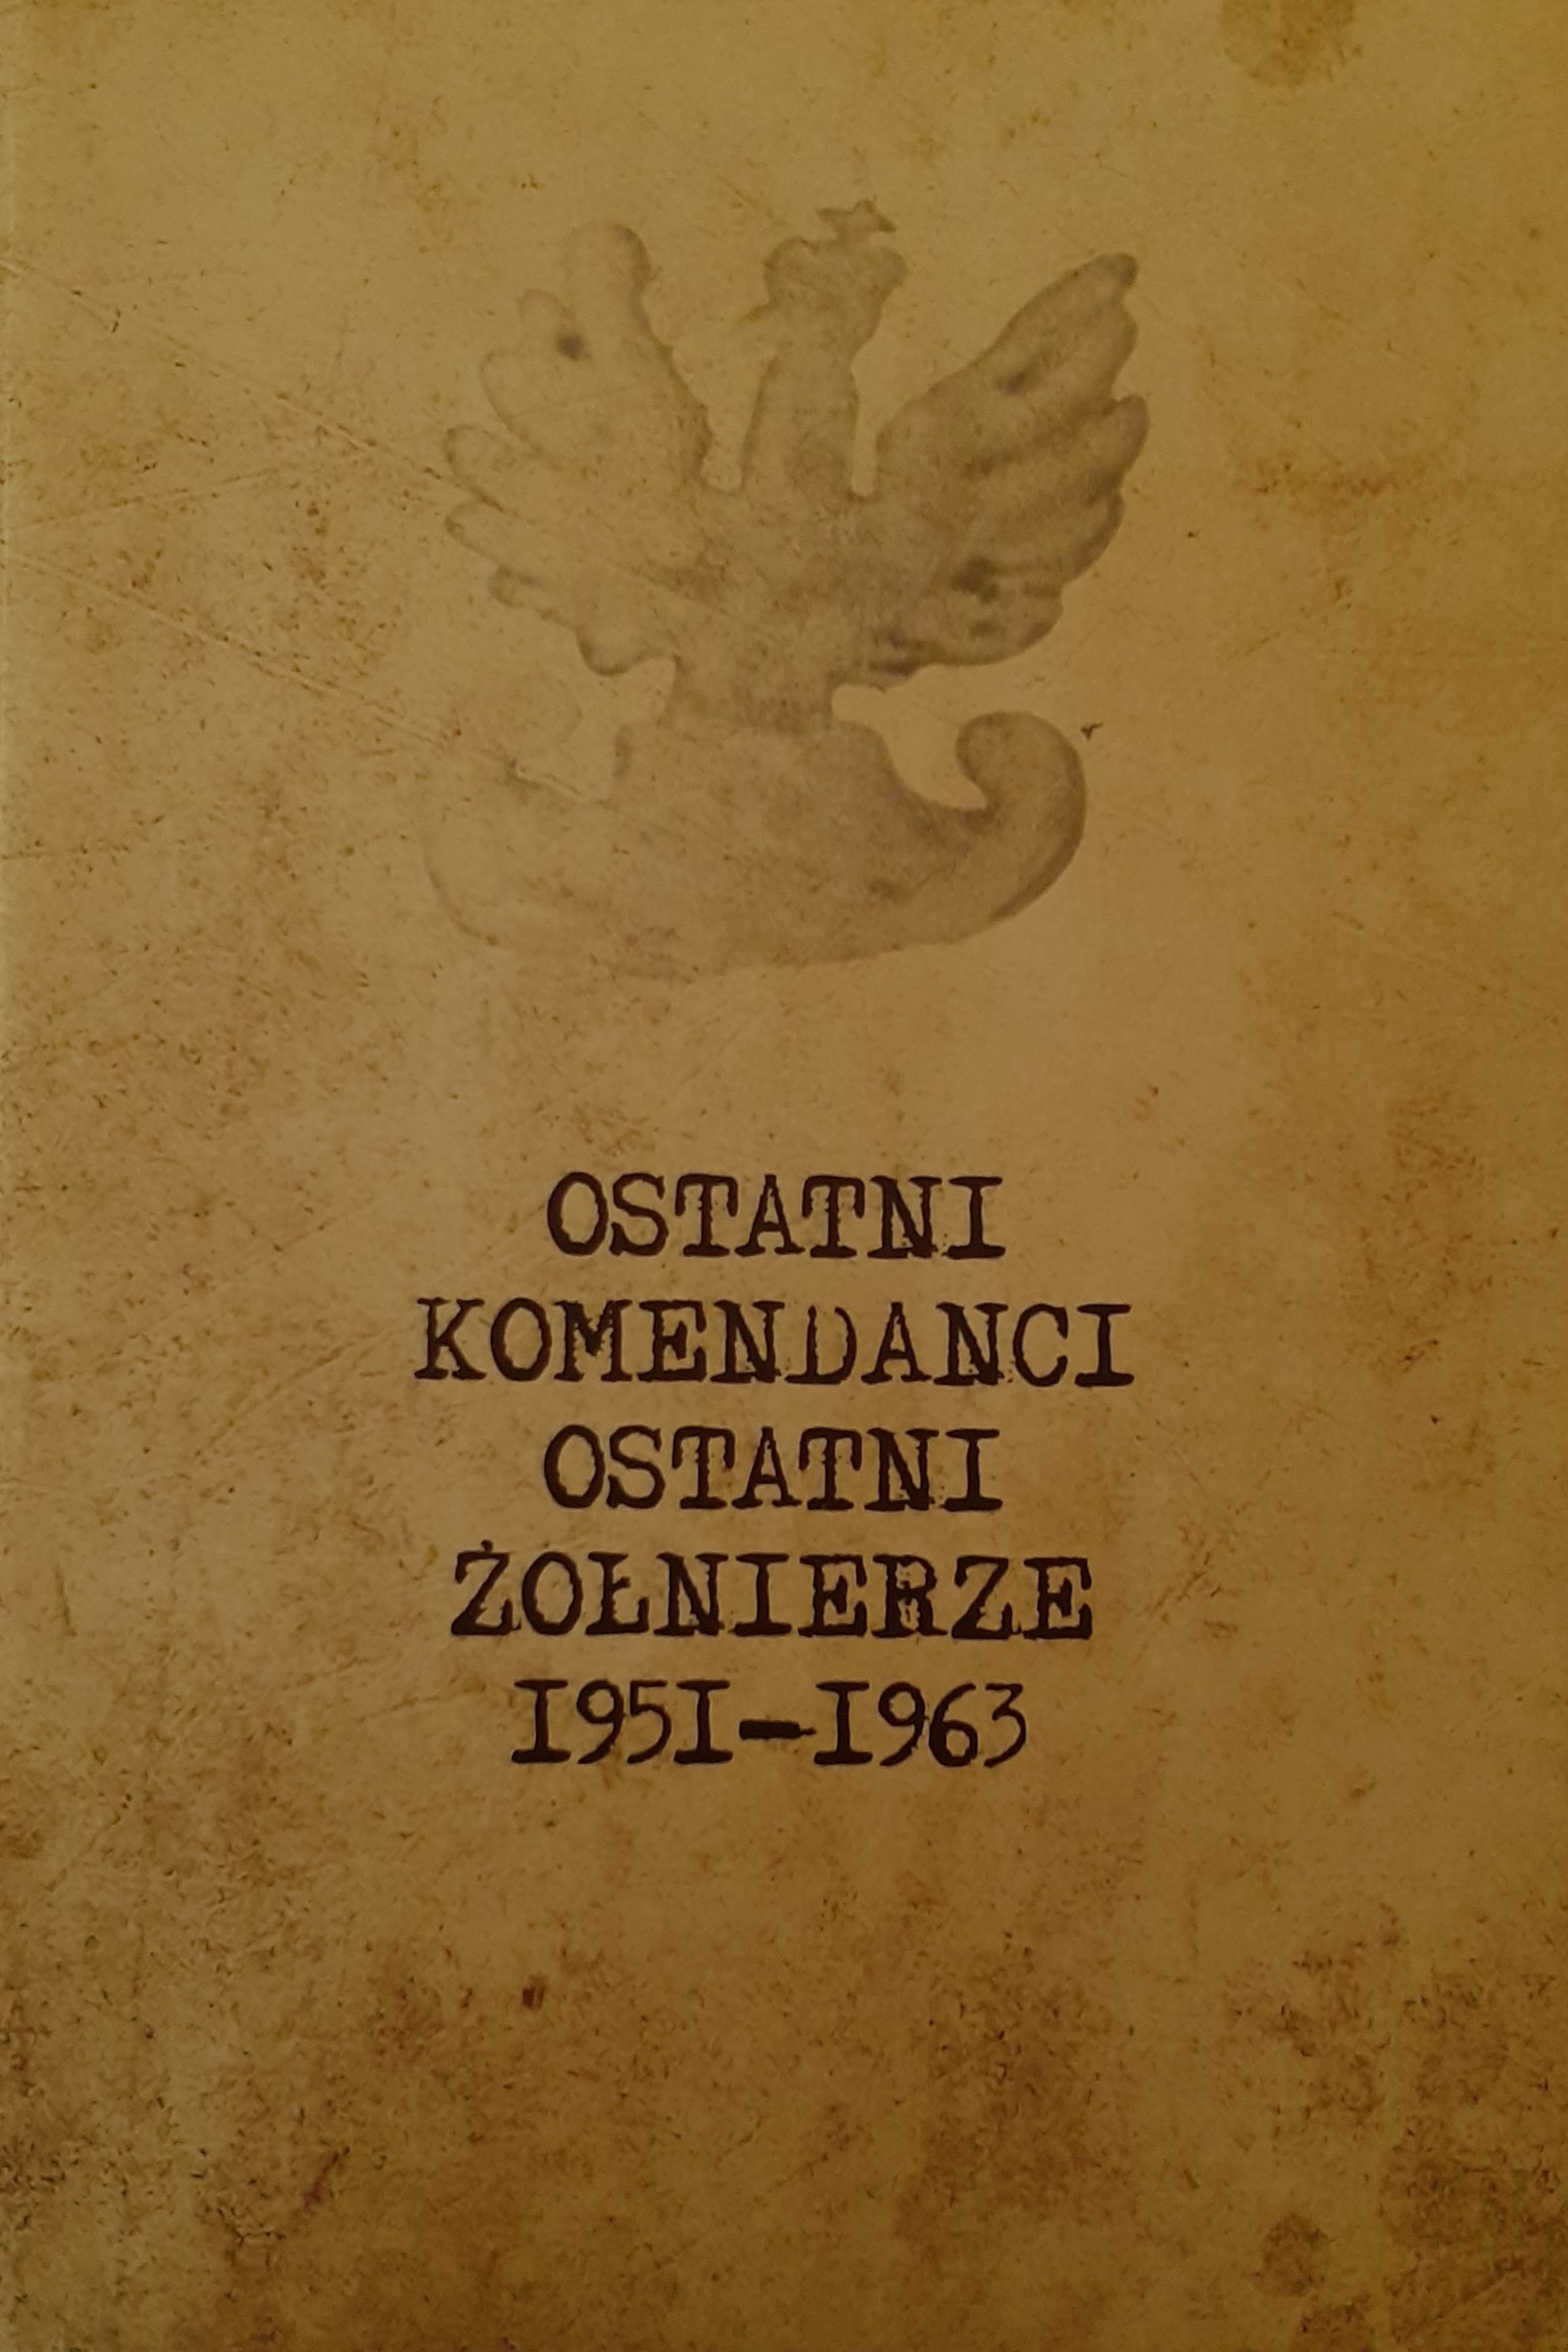 OSTATNI
KOMENDANCI
OSTATNI
ŻOŁNIERZE
1951–1963